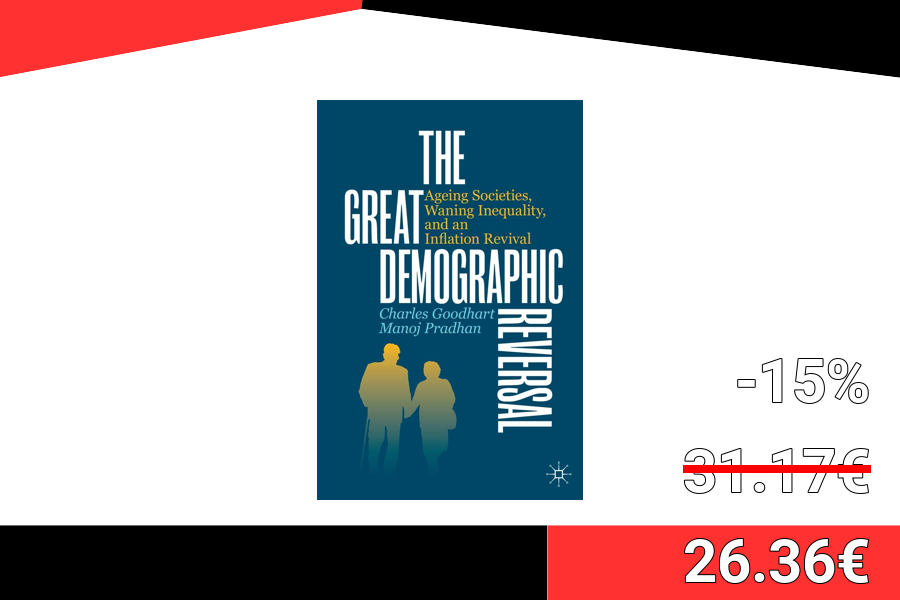 THE
GREAT
Ageing Societies,
Waning Inequality,
and an
Inflation Revival
DEMOGRAPHIC
REVERSAL
Charles Goodhart
Manoj Pradhan
-15%
31.17€
26.36€